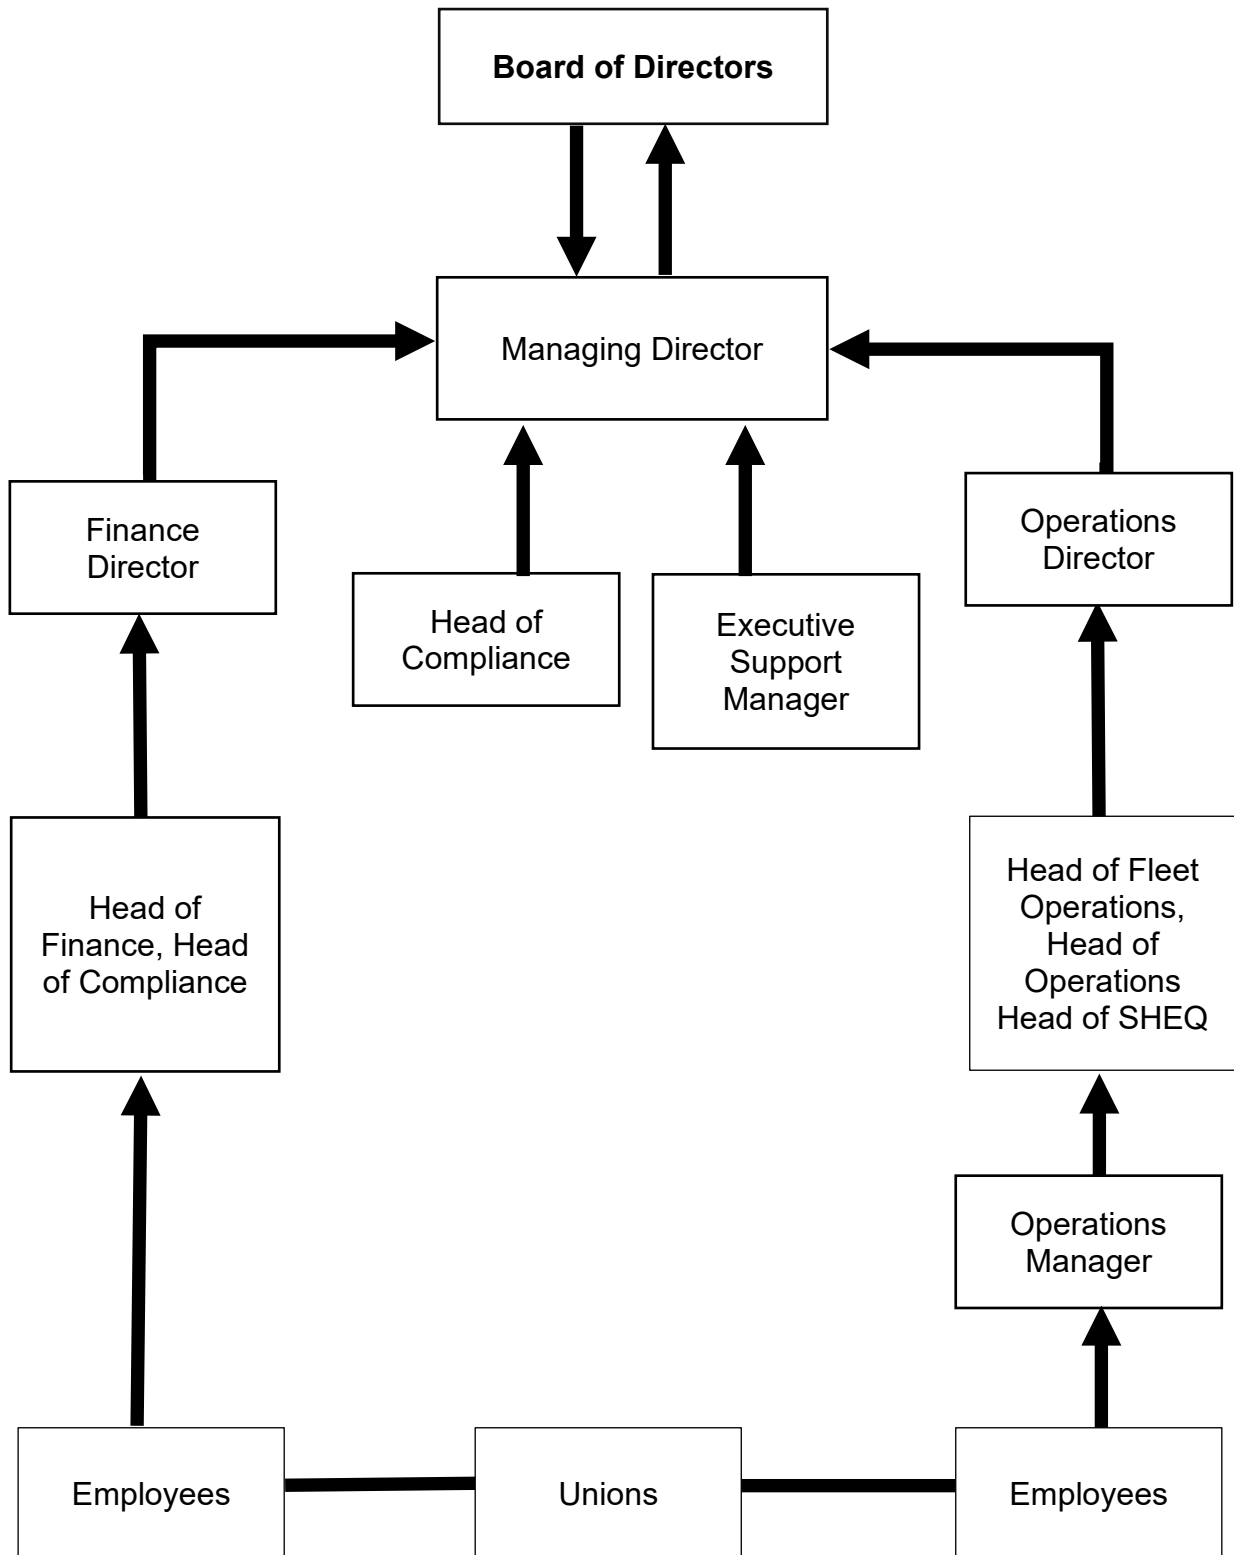 Board of Directors
Managing Director
Finance
Director
Operations
Director
Head of
Compliance
Executive
Support
Manager
Head of
Finance, Head
of Compliance
Head of Fleet
Operations,
Head of
Operations
Head of SHEQ
Operations
Manager
Employees
Unions
Employees